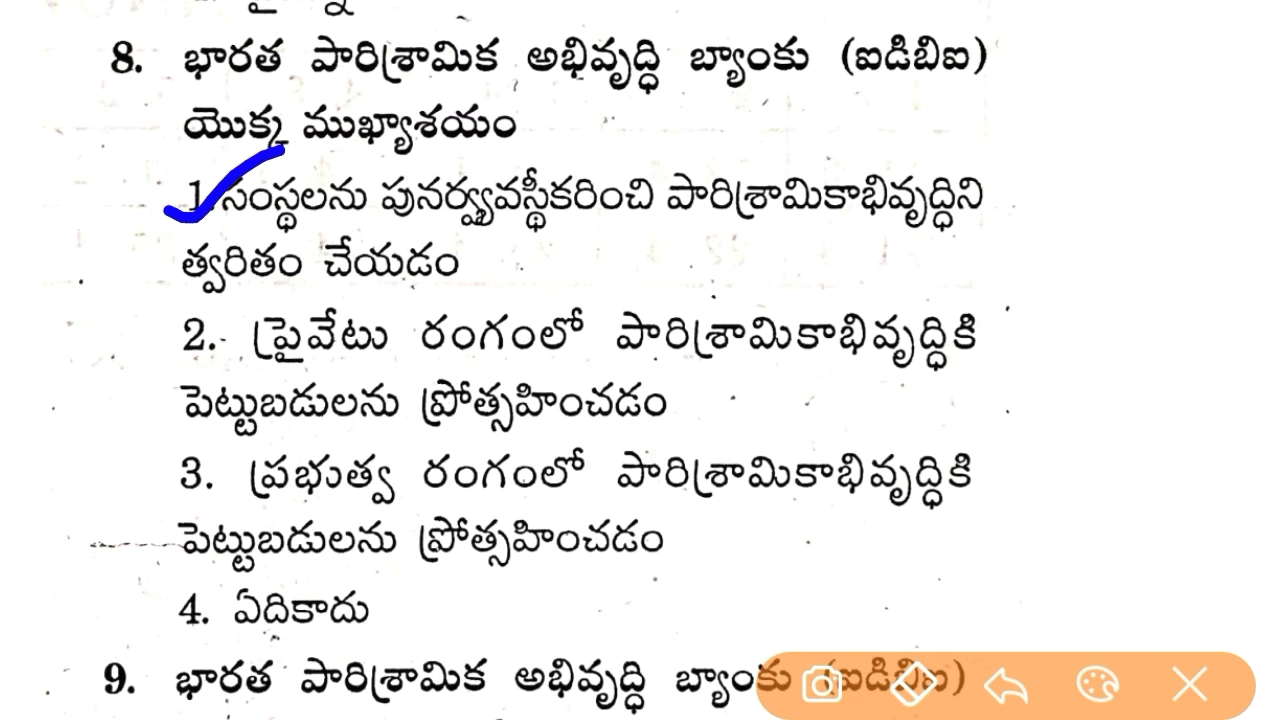 8. భారత పారిశ్రామిక అభివృద్ధి బ్యాంకు (ఐడిబిఐ)
యొక్క ముఖ్యాశయం
1. సంస్థలను పునర్వ్యవస్థీకరించి పారిశ్రామికాభివృద్ధిని
త్వరితం చేయడం
2. ప్రైవేటు రంగంలో పారిశ్రామికాభివృద్ధికి
పెట్టుబడులను ప్రోత్సహించడం
3. ప్రభుత్వ రంగంలో పారిశ్రామికాభివృద్ధికి
పెట్టుబడులను ప్రోత్సహించడం
4. ఏదికాదు
9. భారత పారిశ్రామిక అభివృద్ధి బ్యాంకు (ఐడిబిఐ)